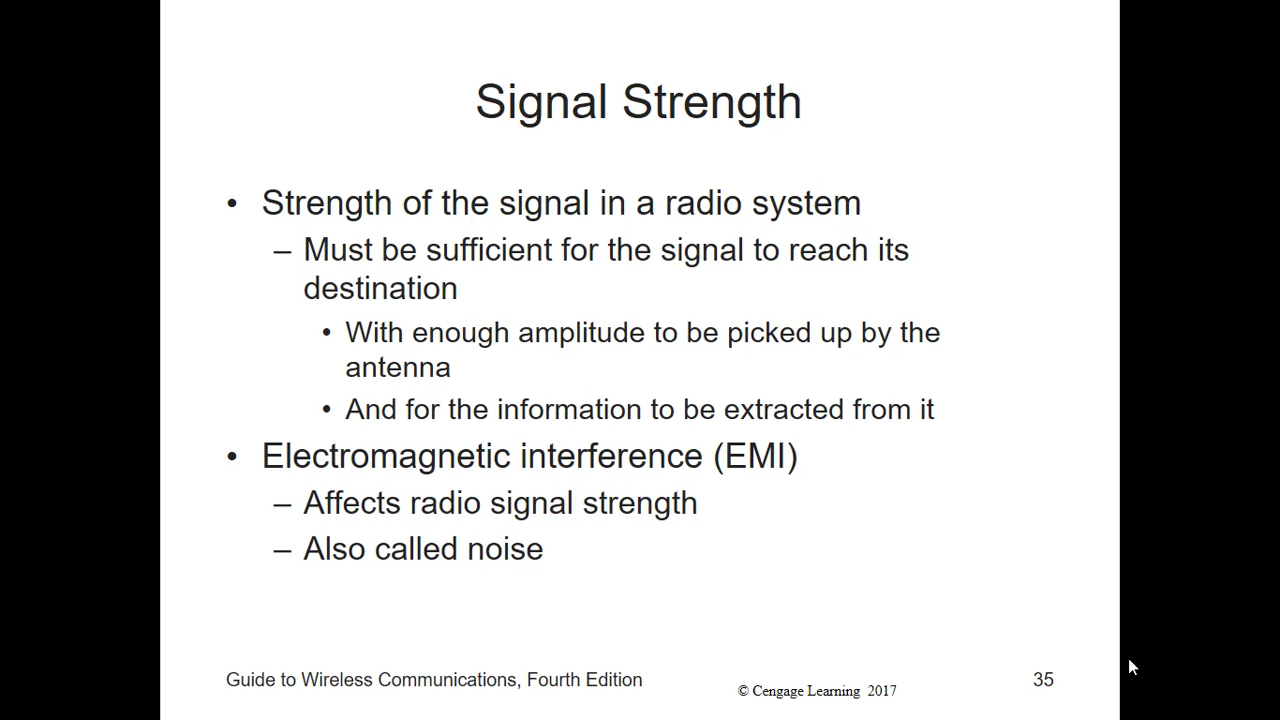 Signal Strength
• Strength of the signal in a radio system
– Must be sufficient for the signal to reach its
destination
• With enough amplitude to be picked up by the
antenna
• And for the information to be extracted from it
• Electromagnetic interference (EMI)
– Affects radio signal strength
– Also called noise
Guide to Wireless Communications, Fourth Edition
© Cengage Learning 2017
35